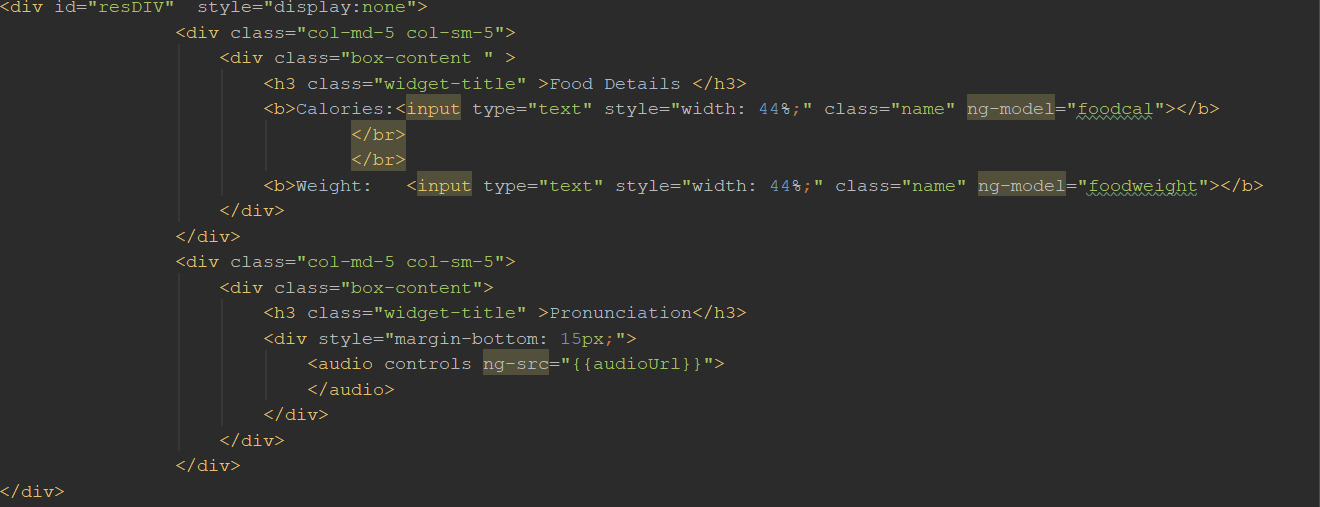 <div id="resDIV"  style="display:none">
<div class="col-md-5 col-sm-5">
<div class="box-content " >
<h3 class="widget-title" >Food Details </h3>
<b>Calories:<input type="text" style="width: 44%;" class="name" ng-model="foodcal"></b>
</br>
</br>
<b>Weight:   <input type="text" style="width: 44%;" class="name" ng-model="foodweight"></b>
</div>
</div>
<div class="col-md-5 col-sm-5">
<div class="box-content">
<h3 class="widget-title" >Pronunciation</h3>
<div style="margin-bottom: 15px;">
<audio controls ng-src="{{audioUrl}}">
</audio>
</div>
</div>
</div>
</div>